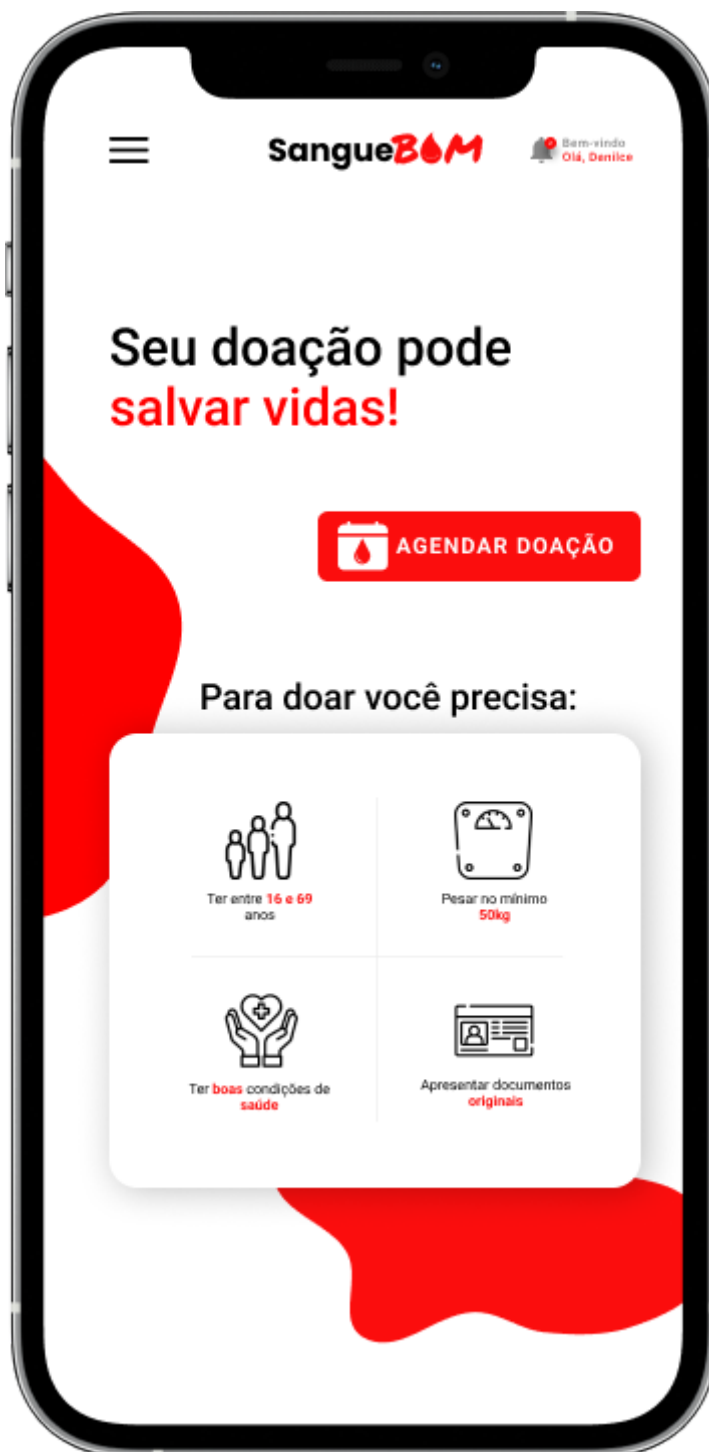 SangueBOM
Bem-vindo
Olá, Denilce
Seu doação pode
salvar vidas!
AGENDAR DOAÇÃO
Para doar você precisa:
Ter entre 16 e 69
anos
Pesar no mínimo
50kg
Ter boas condições de
saúde
Apresentar documentos
originais